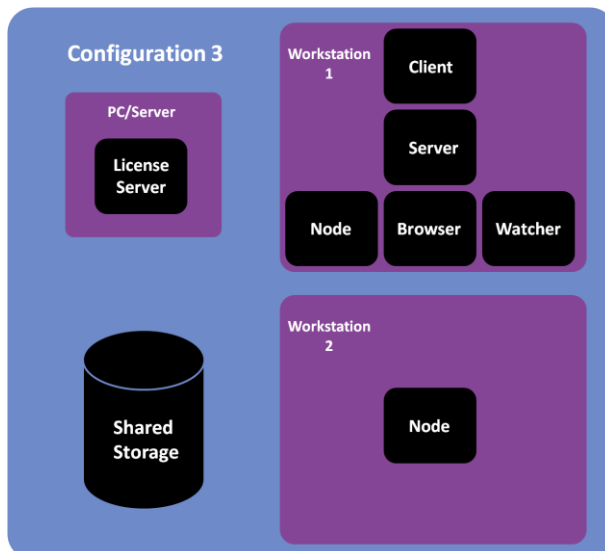 Configuration 3
PC/Server
License
Server
Shared
Storage
Workstation
1
Client
Server
Node
Browser
Watcher
Workstation
2
Node